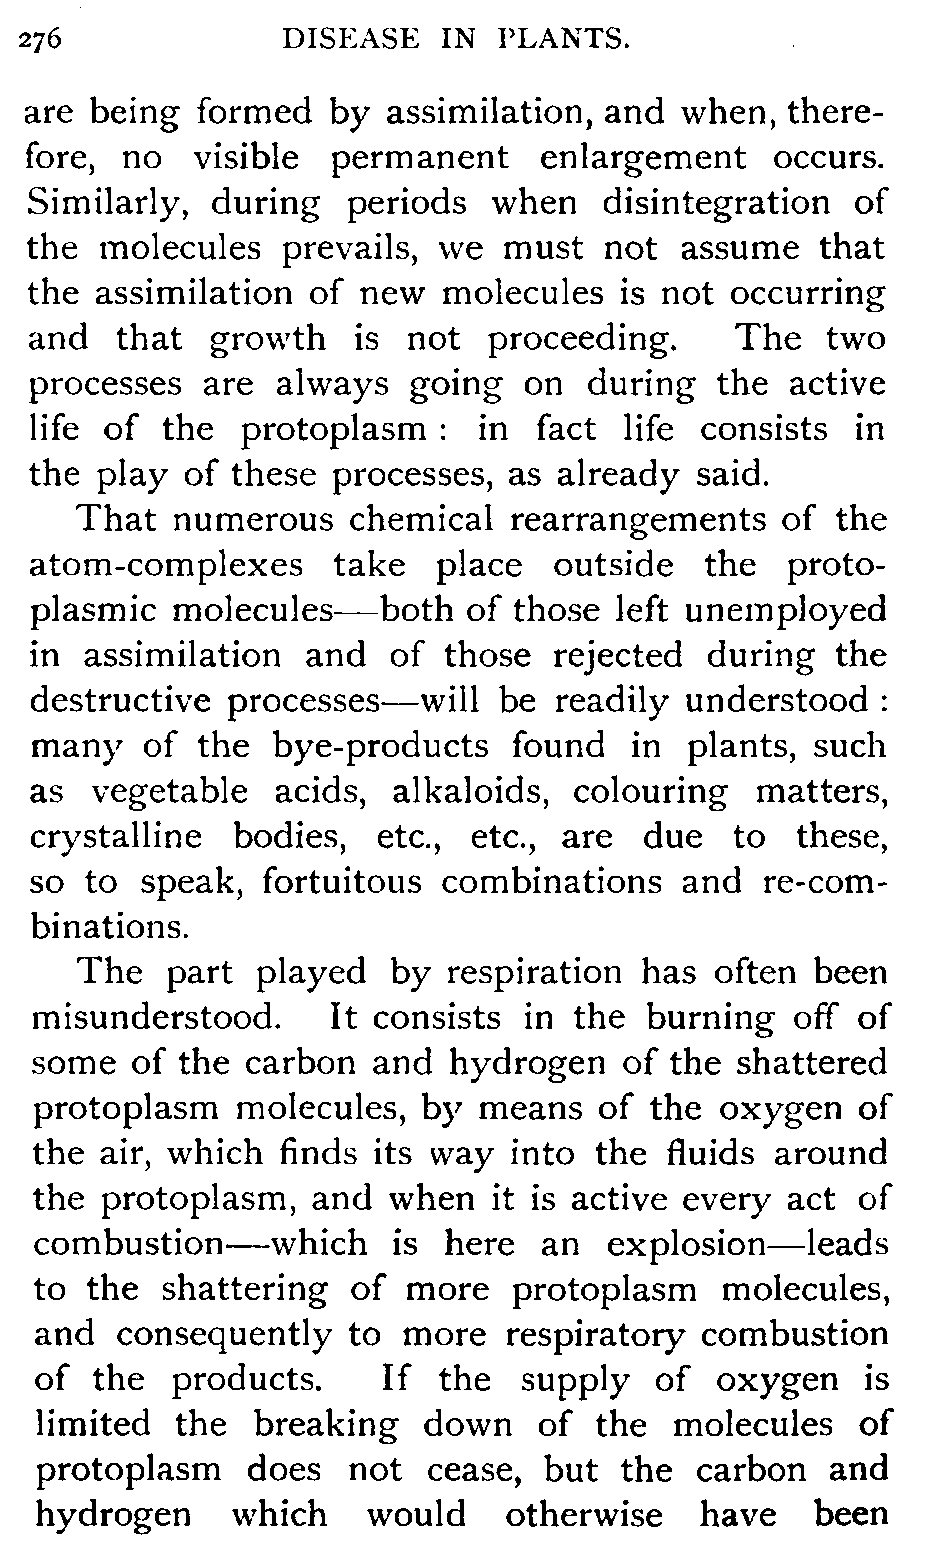 276 DISEASE IN PLANTS.
are being formed by assimilation, and when, there-
fore, no visible permanent enlargement occurs.
Similarly, during periods when disintegration of
the molecules prevails, we must not assume that
the assimilation of new molecules is not occurring
and that growth is not proceeding. The two
processes are always going on during the active
life of the protoplasm : in fact life consists in
the play of these processes, as already said.
That numerous chemical rearrangements of the
atom-complexes take place outside the proto-
plasmic molecules—both of those left unemployed
in assimilation and of those rejected during the
destructive processes—will be readily understood :
many of the bye-products found in plants, such
as vegetable acids, alkaloids, colouring matters,
crystalline bodies, etc., etc., are due to these,
so to speak, fortuitous combinations and re-com-
binations.
The part played by respiration has often been
misunderstood. It consists in the burning off of
some of the carbon and hydrogen of the shattered
protoplasm molecules, by means of the oxygen of
the air, which finds its way into the fluids around
the protoplasm, and when it is active every act of
combustion—which is here an explosion—leads
to the shattering of more protoplasm molecules,
and consequently to more respiratory combustion
of the products. If the supply of oxygen is
limited the breaking down of the molecules of
protoplasm does not cease, but the carbon and
hydrogen which would otherwise have been